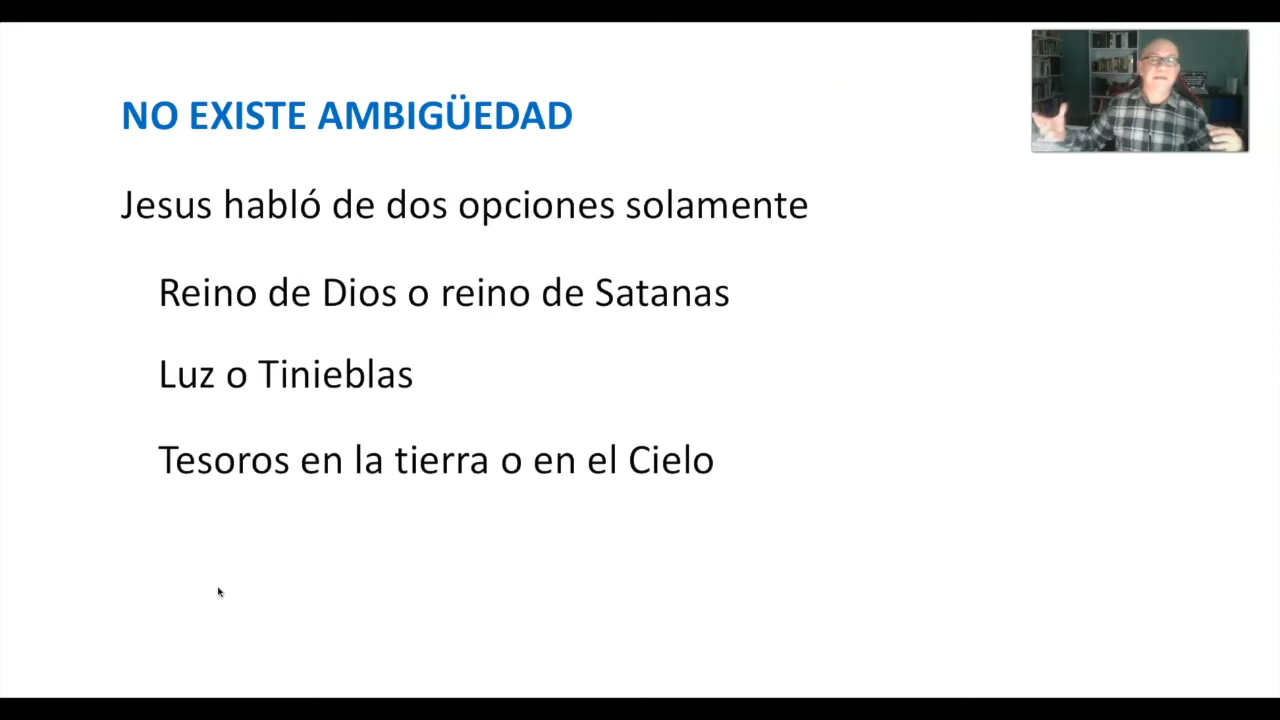 NO EXISTE AMBIGÜEDAD
Jesus habló de dos opciones solamente
Reino de Dios o reino de Satanas
Luz o Tinieblas
Tesoros en la tierra o en el Cielo